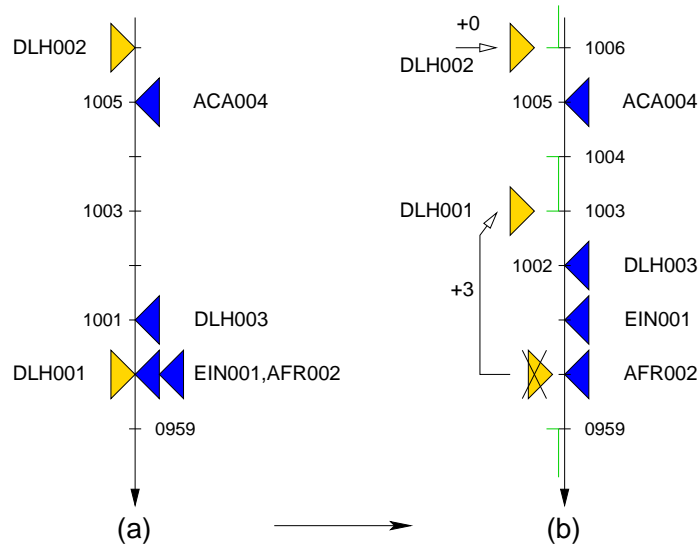 DLH002
1005
ACA004
1003
1001
DLH003
DLH001
EIN001,AFR002
0959
(a)
+0
DLH002
1006
1005
ACA004
1004
DLH001
1003
1002
DLH003
+3
EIN001
AFR002
0959
(b)